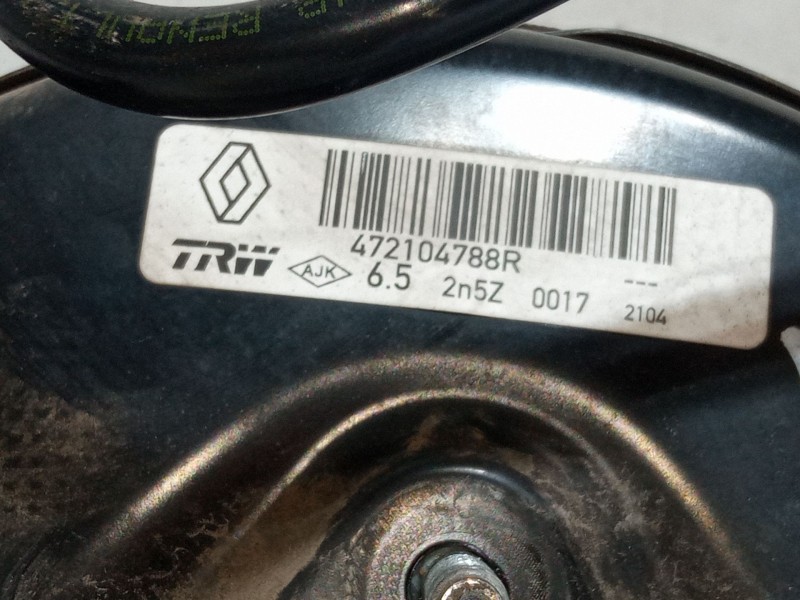 472104788R
TRW AJK 6.5 2n5Z 0017 ---
2104